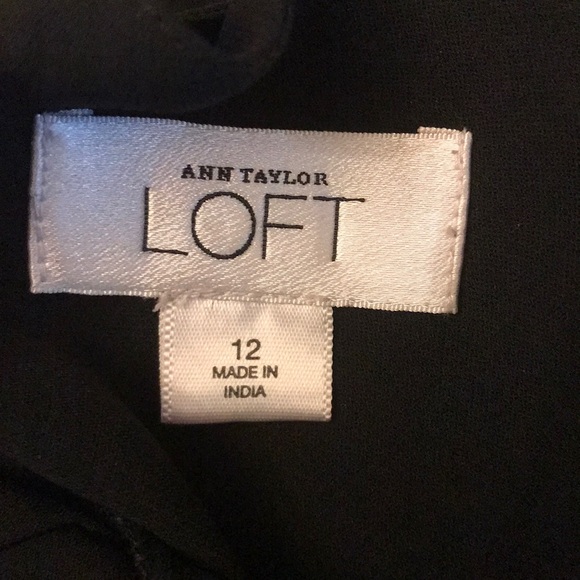 ANN TAYLOR
LOFT
12
MADE IN
INDIA